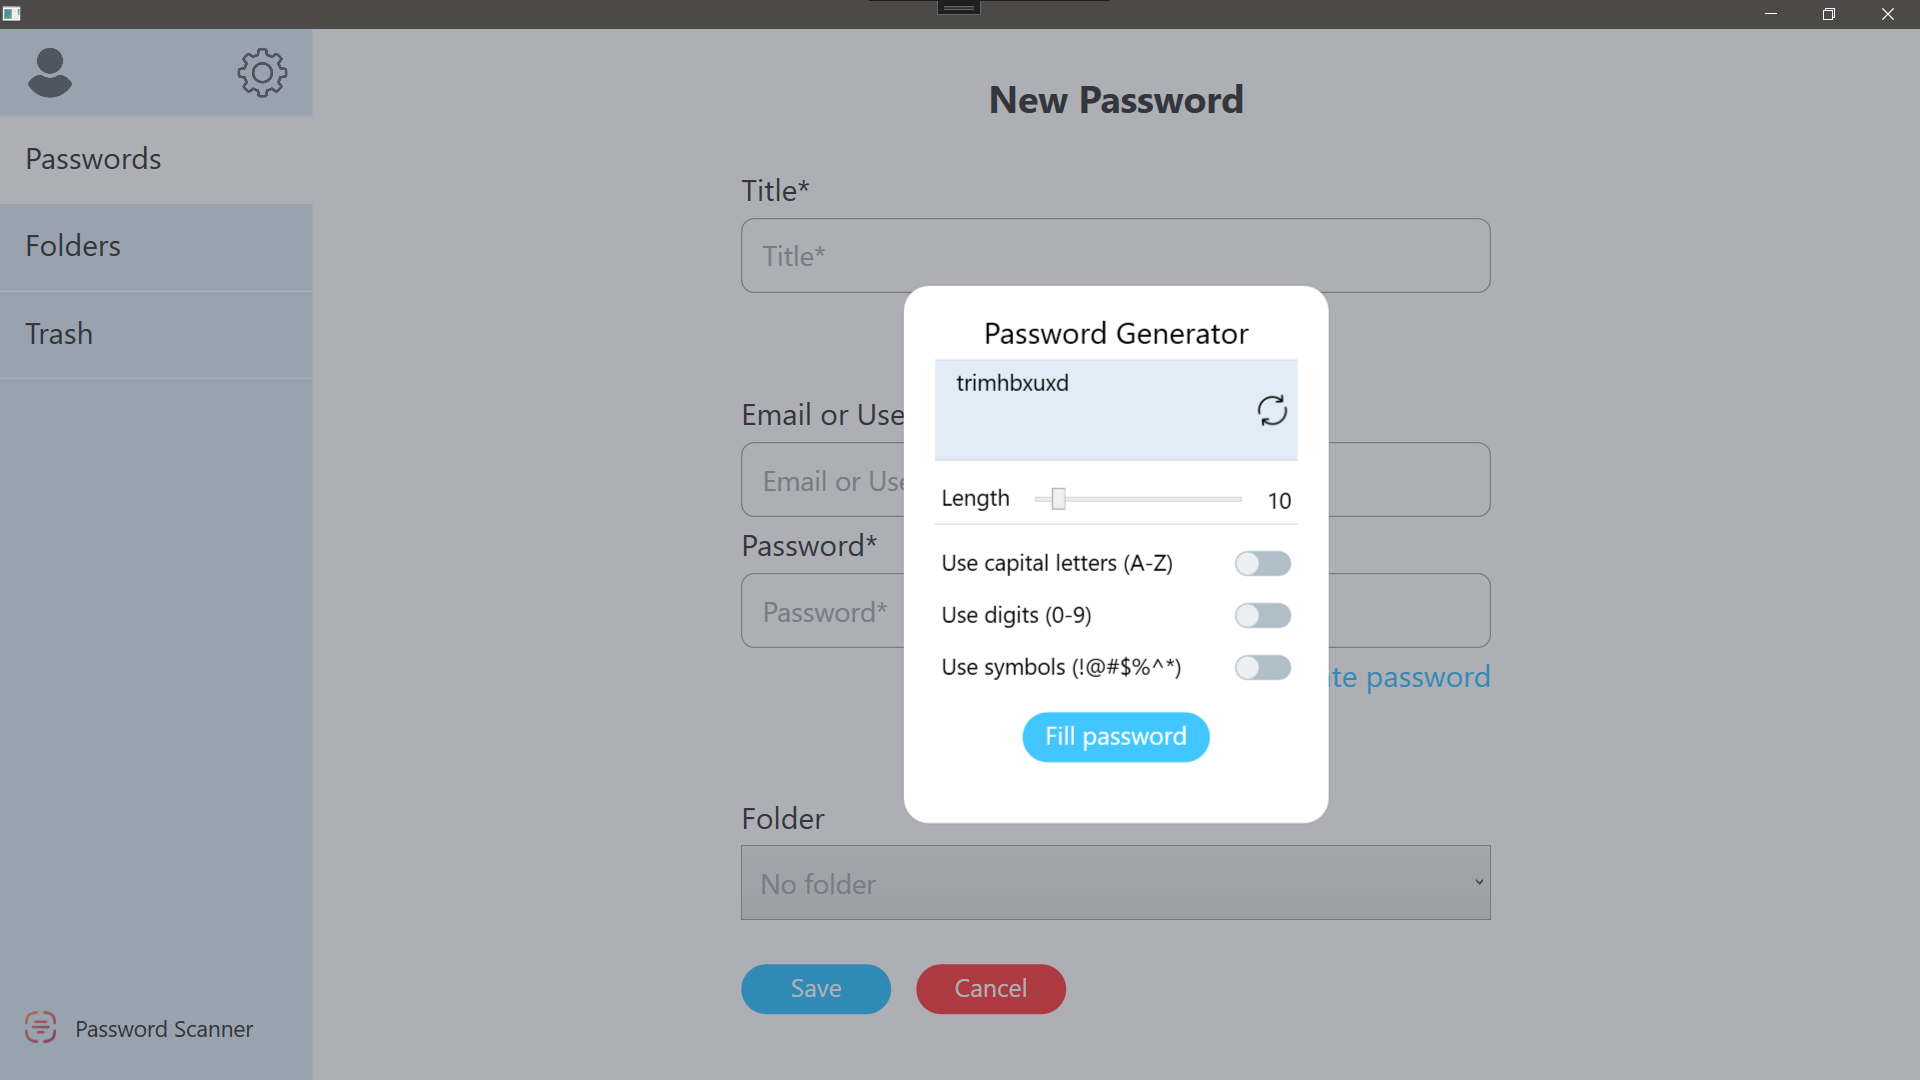 New Password
Passwords
Folders
Trash
Password Scanner
Title*
Title*
Email or Use
Email or Us
Password*
Password*
te password
Folder
No folder
Save
Cancel
Password Generator
trimhbxuxd
Length 10
Use capital letters (A-Z)
Use digits (0-9)
Use symbols (!@#$%^*)
Fill password